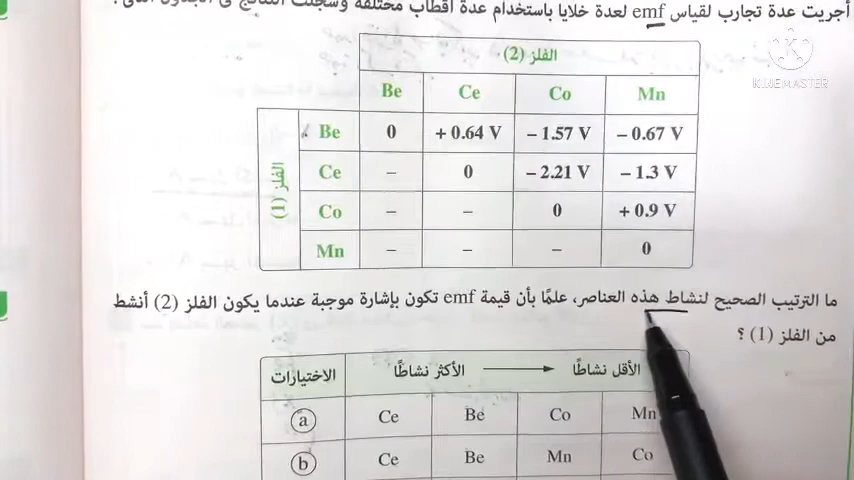 أجريت عدة تجارب لقياس emf لعدة خلايا باستخدام عدة أقطاب مختلفة وسجلت النتائج فى الجدول التالى :
KINEMASTER
الفلز (2)
Be Ce Co Mn
الفلز (1)
Be 0 + 0.64 V – 1.57 V – 0.67 V
Ce – 0 – 2.21 V – 1.3 V
Co – – 0 + 0.9 V
Mn – – – 0
ما الترتيب الصحيح لنشاط هذه العناصر، علمًا بأن قيمة emf تكون بإشارة موجبة عندما يكون الفلز (2) أنشط
من الفلز (1) ؟
الاختيارات الأكثر نشاطًا ⟶ الأقل نشاطًا
a Ce Be Co Mn
b Ce Be Mn Co